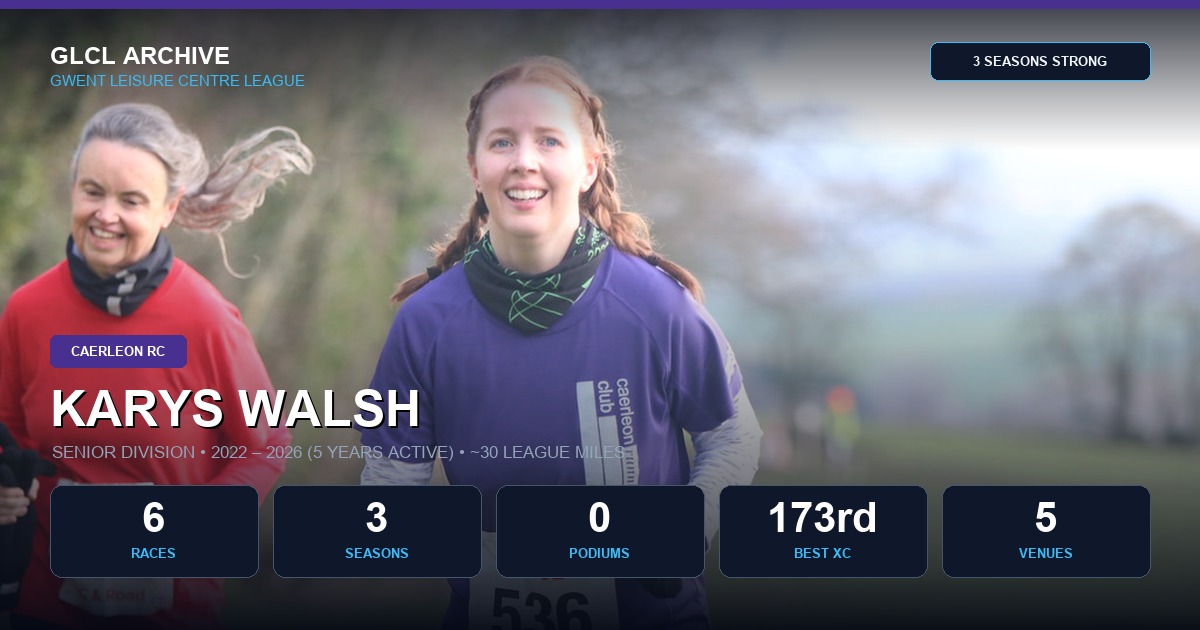 GLCL ARCHIVE
GWENT LEISURE CENTRE LEAGUE
3 SEASONS STRONG
caerleon
club
CAERLEON RC
KARYS WALSH
SENIOR DIVISION • 2022 – 2026 (5 YEARS ACTIVE) • ~30 LEAGUE MILES
6
RACES
3
SEASONS
0
PODIUMS
173rd
BEST XC
5
VENUES
536